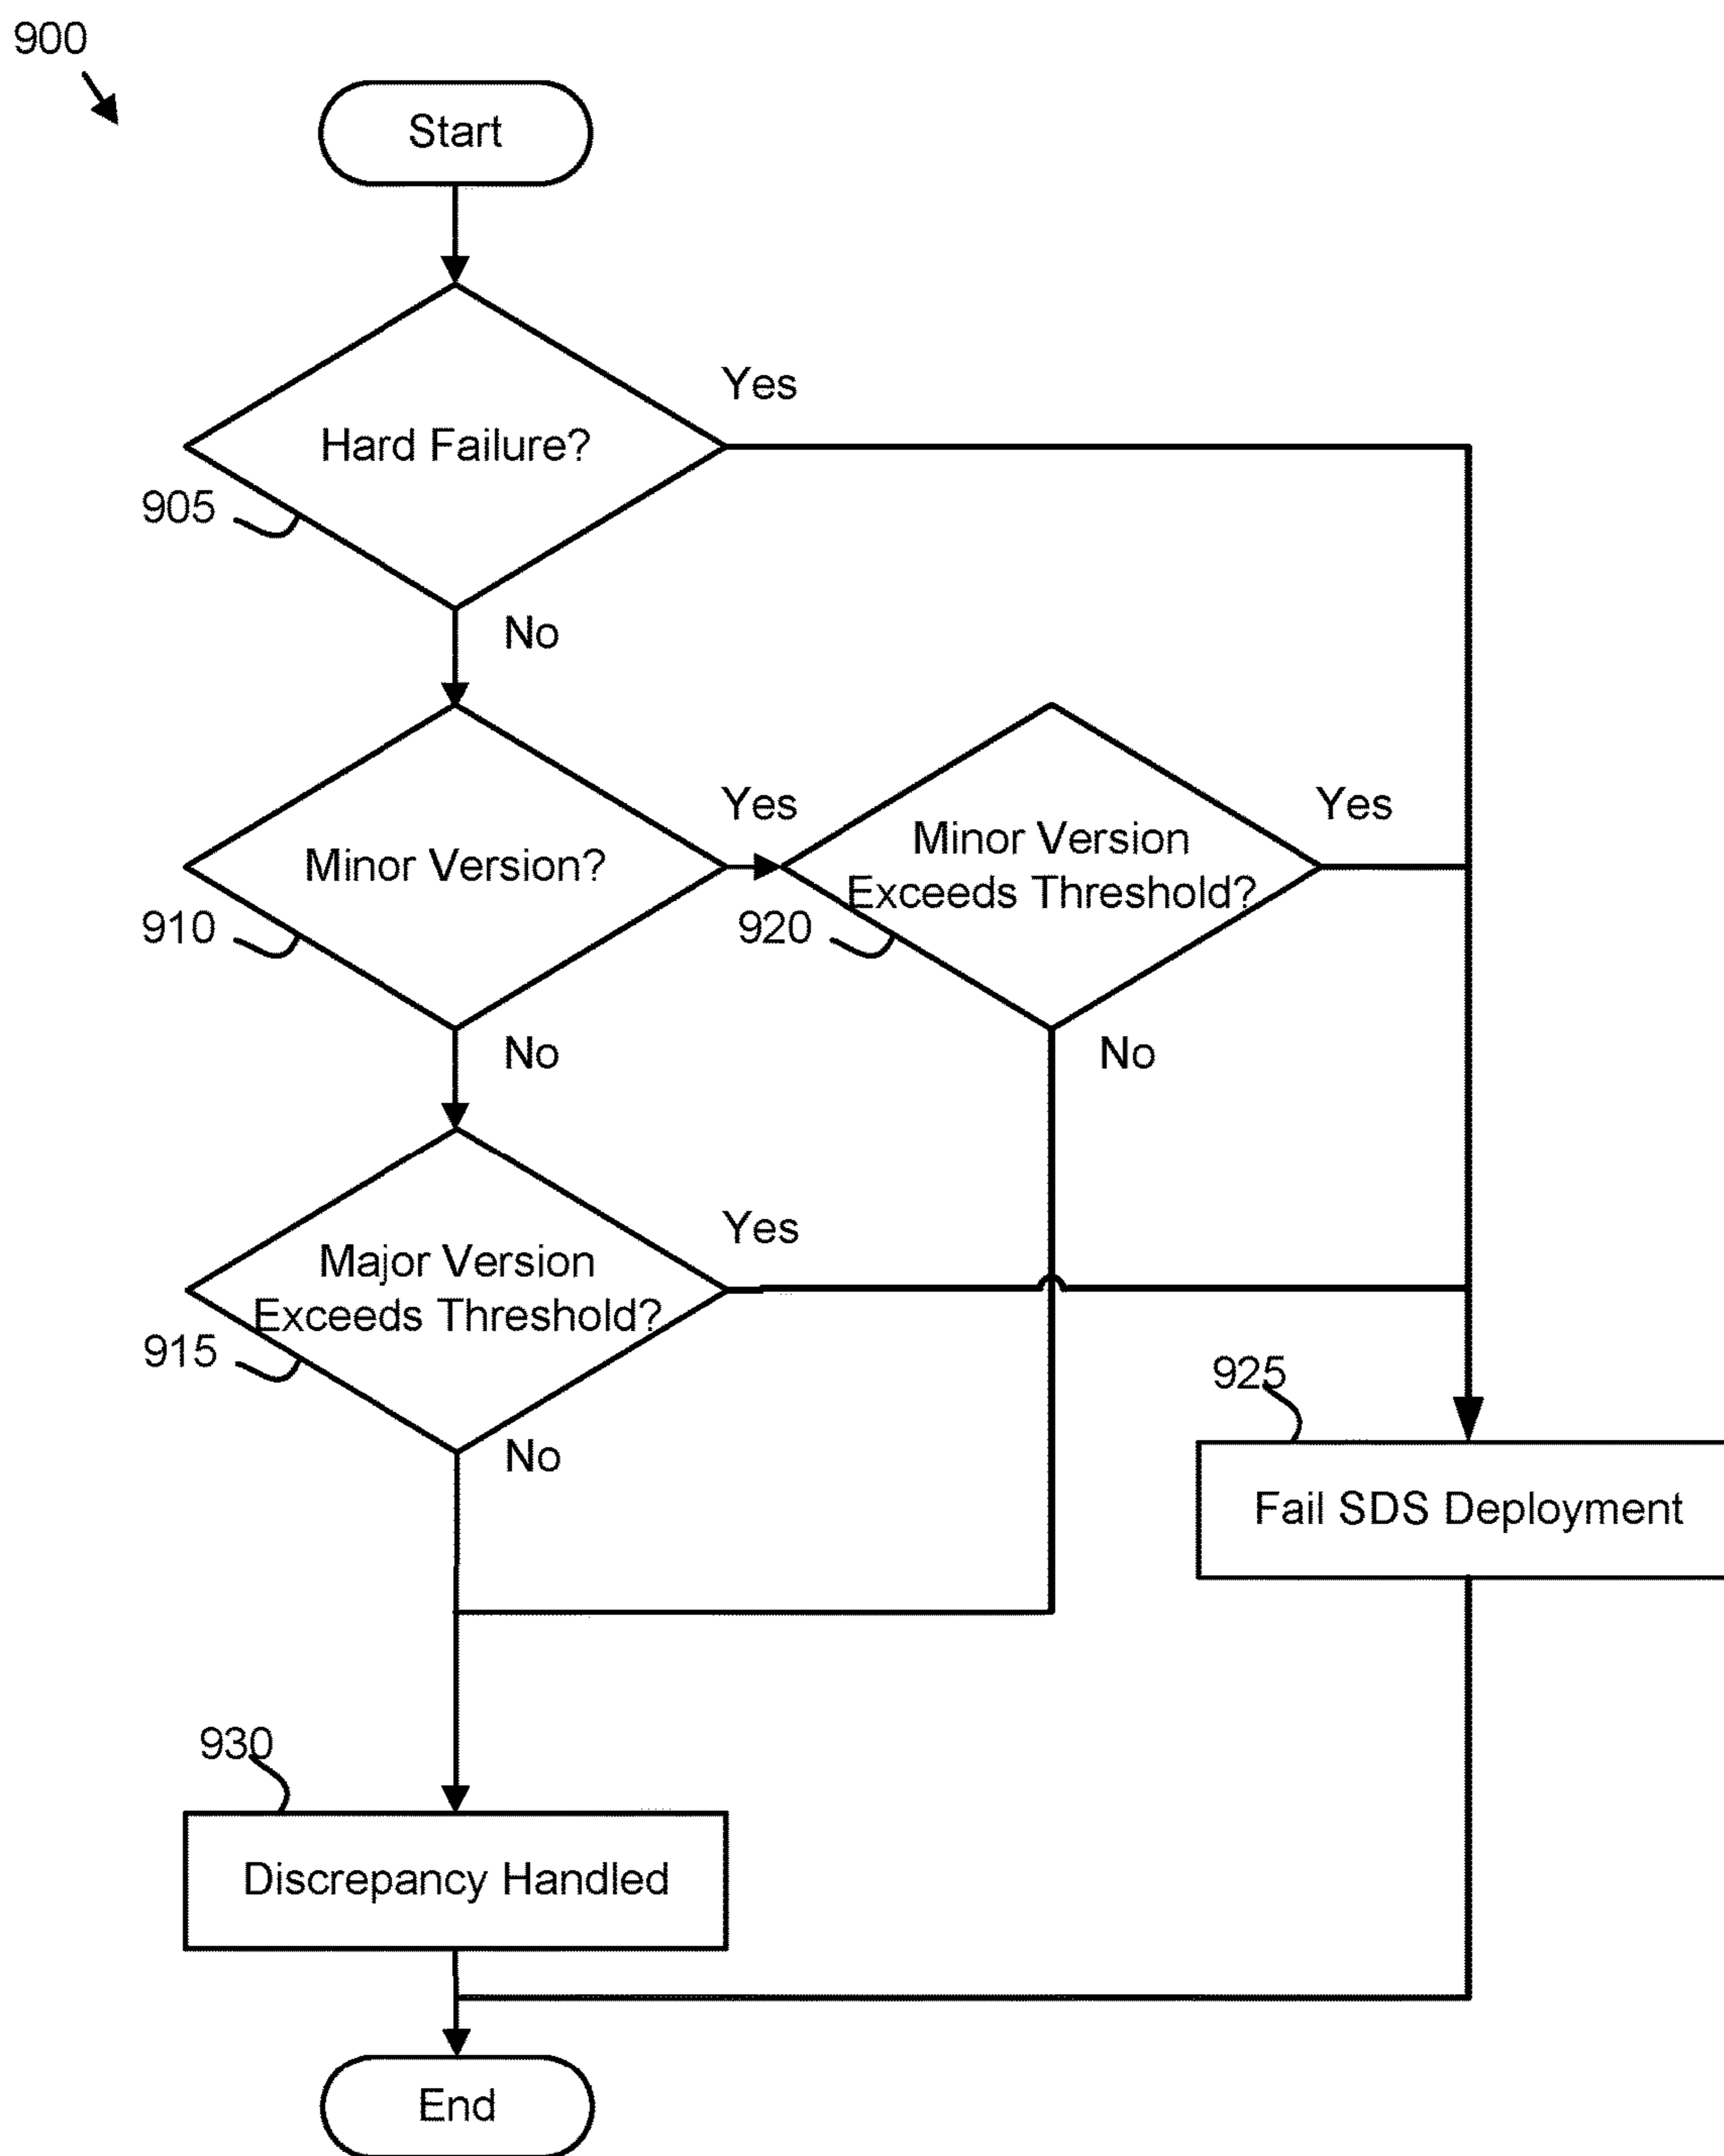 900
Start
Hard Failure?
Yes
905
No
Minor Version?
Yes
910
No
Minor Version
Exceeds Threshold?
Yes
920
No
Major Version
Exceeds Threshold?
Yes
915
No
925
Fail SDS Deployment
930
Discrepancy Handled
End